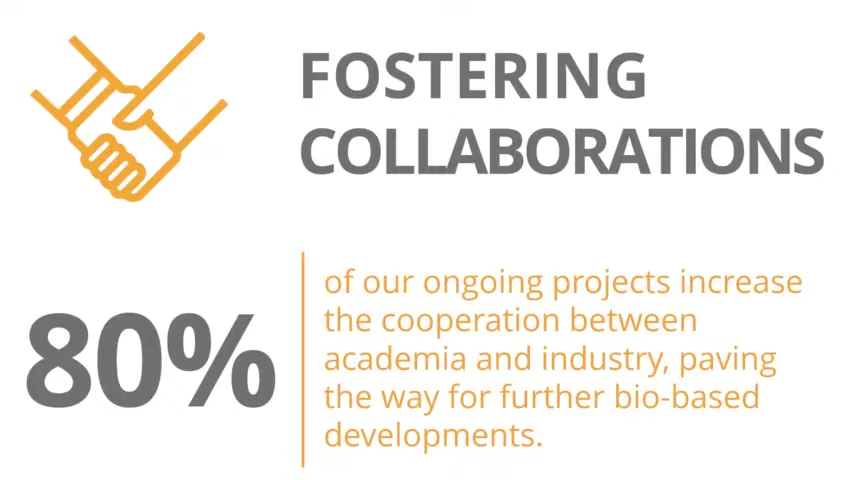 FOSTERING
COLLABORATIONS
80%
of our ongoing projects increase
the cooperation between
academia and industry, paving
the way for further bio-based
developments.